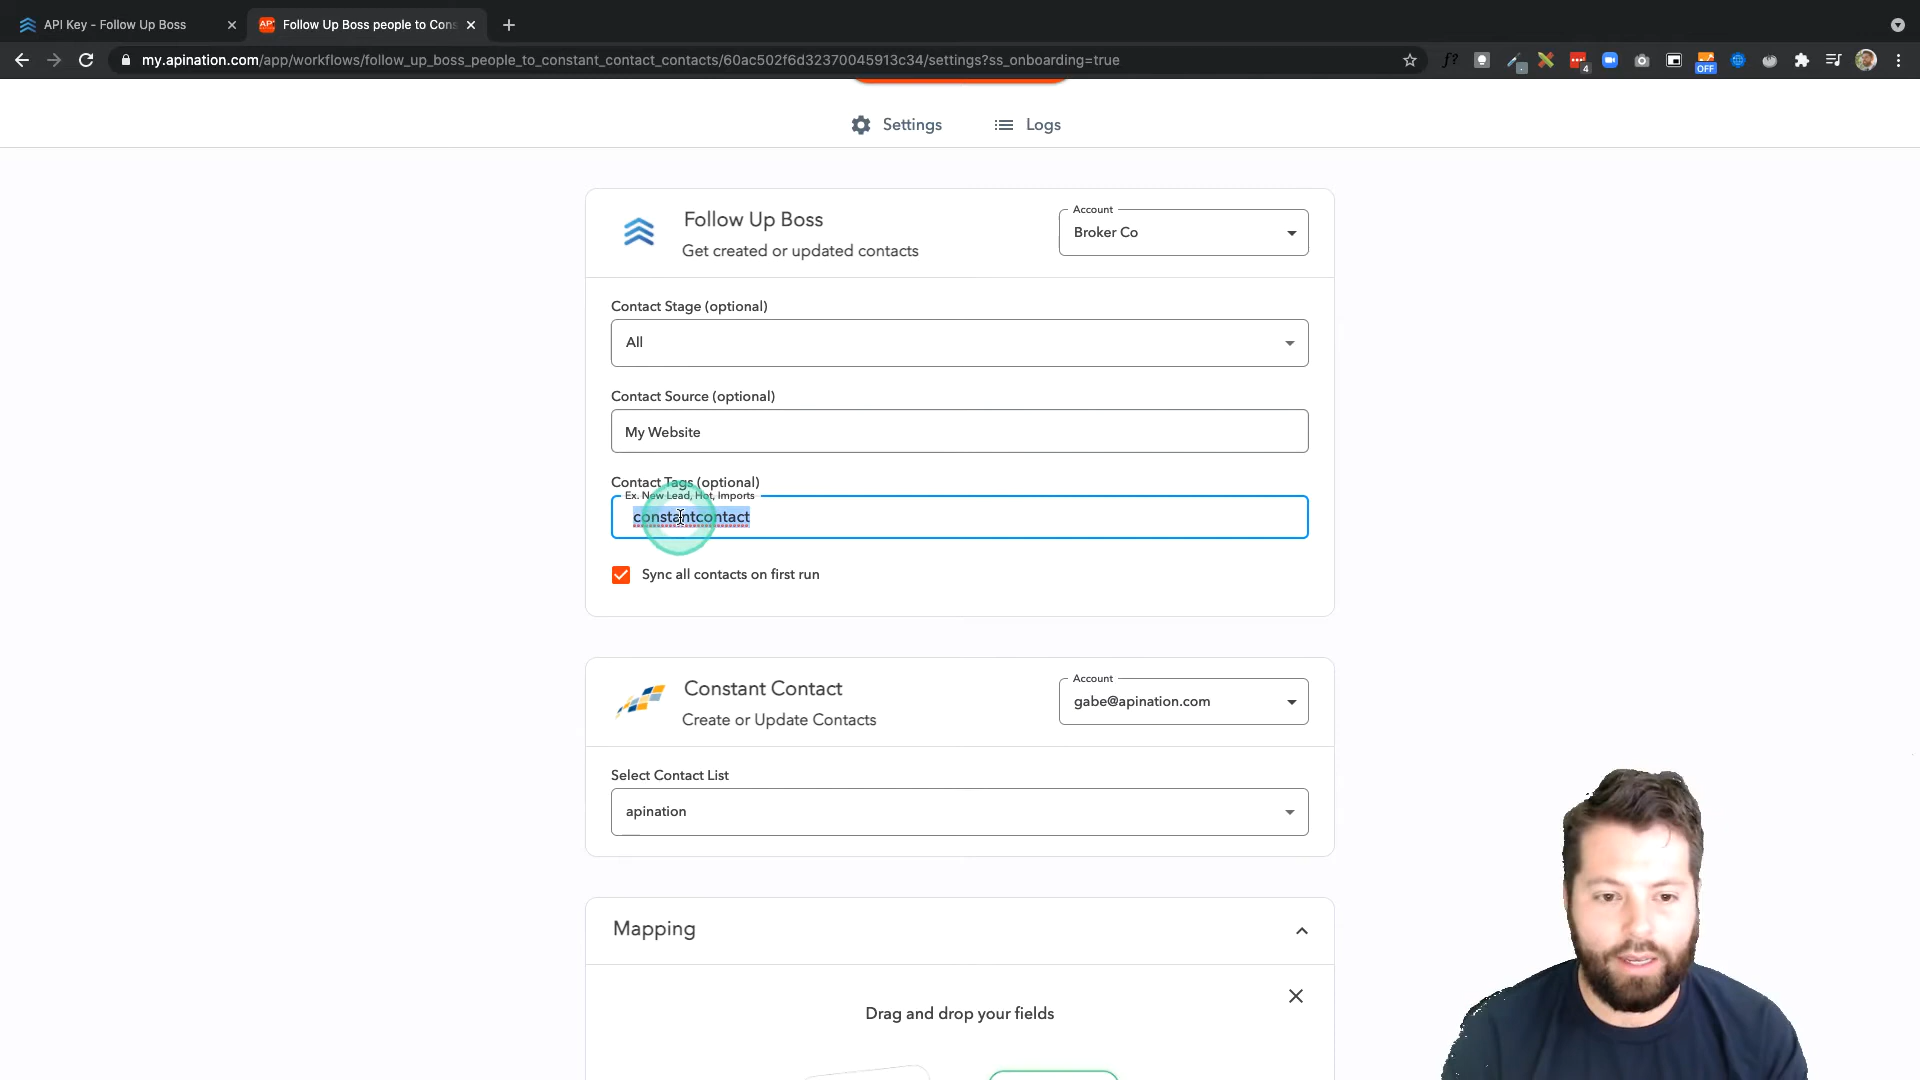 API Key - Follow Up Boss
Follow Up Boss people to Cons
my.apination.com/app/workflows/follow_up_boss_people_to_constant_contact_contacts/60ac502f6d32370045913c34/settings?ss_onboarding=true
f?
4
OFF
Settings
Logs
Follow Up Boss
Get created or updated contacts
Account
Broker Co
Contact Stage (optional)
All
Contact Source (optional)
My Website
Contact Tags (optional)
Ex. New Lead, Hot, Imports
constantcontact
Sync all contacts on first run
Constant Contact
Create or Update Contacts
Account
gabe@apination.com
Select Contact List
apination
Mapping
Drag and drop your fields